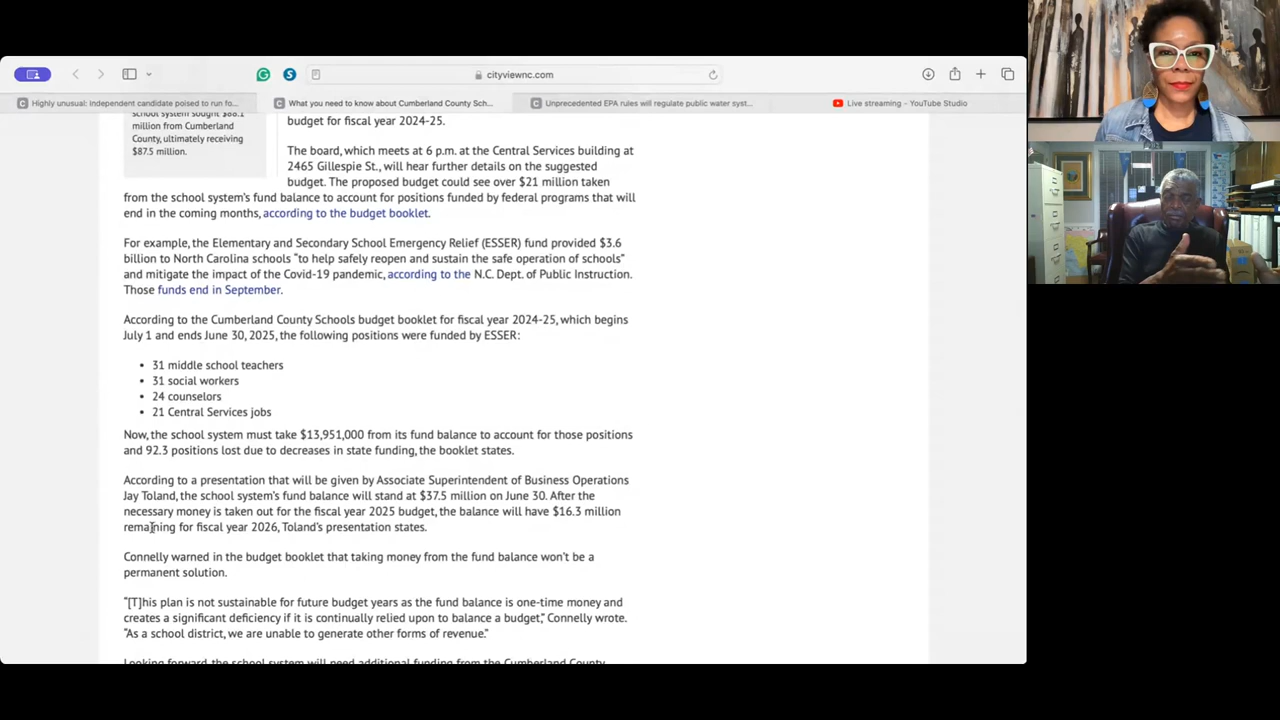 cityviewnc.com
Highly unusual: independent candidate poised to run fo...
What you need to know about Cumberland County Sch...
Unprecedented EPA rules will regulate public water syst...
Live streaming – YouTube Studio
school system sought $88.1
million from Cumberland
County, ultimately receiving
$87.5 million.
budget for fiscal year 2024-25.
The board, which meets at 6 p.m. at the Central Services building at
2465 Gillespie St., will hear further details on the suggested
budget. The proposed budget could see over $21 million taken
from the school system's fund balance to account for positions funded by federal programs that will
end in the coming months, according to the budget booklet.
For example, the Elementary and Secondary School Emergency Relief (ESSER) fund provided $3.6
billion to North Carolina schools “to help safely reopen and sustain the safe operation of schools”
and mitigate the impact of the Covid-19 pandemic, according to the N.C. Dept. of Public Instruction.
Those funds end in September.
According to the Cumberland County Schools budget booklet for fiscal year 2024-25, which begins
July 1 and ends June 30, 2025, the following positions were funded by ESSER:
• 31 middle school teachers
• 31 social workers
• 24 counselors
• 21 Central Services jobs
Now, the school system must take $13,951,000 from its fund balance to account for those positions
and 92.3 positions lost due to decreases in state funding, the booklet states.
According to a presentation that will be given by Associate Superintendent of Business Operations
Jay Toland, the school system's fund balance will stand at $37.5 million on June 30. After the
necessary money is taken out for the fiscal year 2025 budget, the balance will have $16.3 million
remaining for fiscal year 2026, Toland's presentation states.
Connelly warned in the budget booklet that taking money from the fund balance won't be a
permanent solution.
“[T]his plan is not sustainable for future budget years as the fund balance is one-time money and
creates a significant deficiency if it is continually relied upon to balance a budget,” Connelly wrote.
“As a school district, we are unable to generate other forms of revenue.”
Looking forward, the school system will need additional funding from the Cumberland County